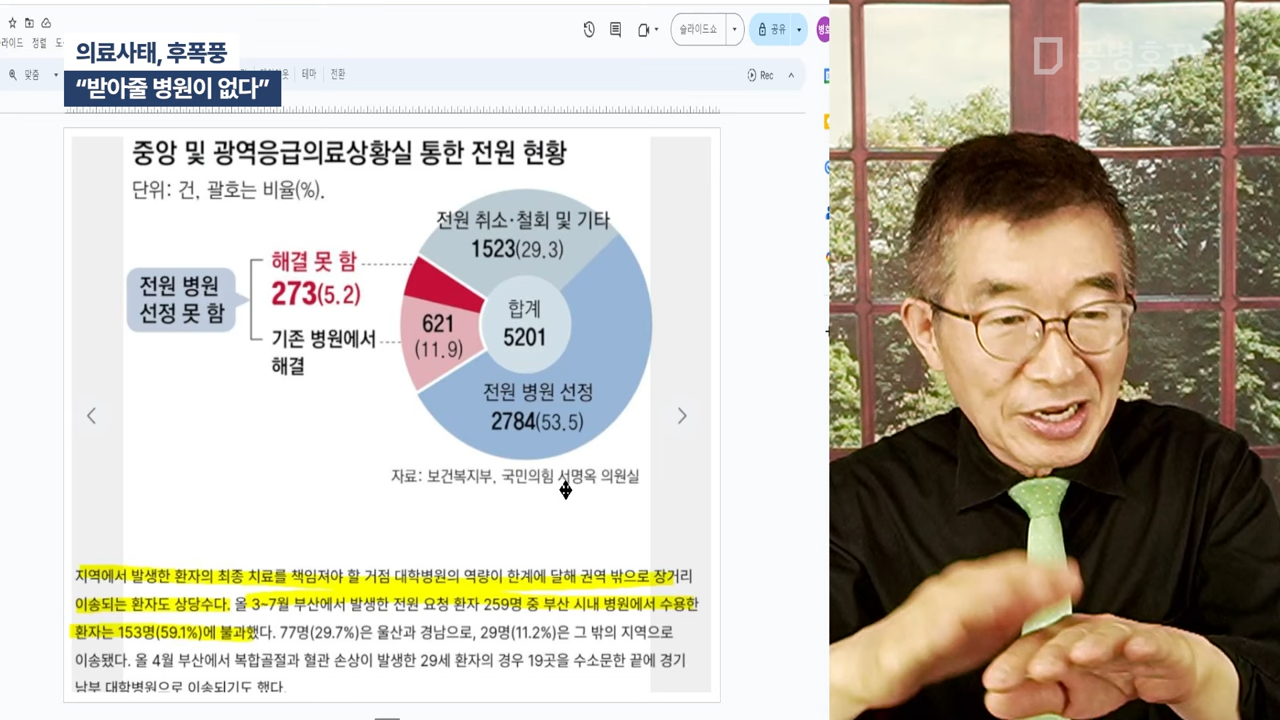 의료사태, 후폭풍
“받아줄 병원이 없다”
라이드 정렬
슬라이드쇼
공유
병호
맞춤
테마
전환
Rec
공병호TV
중앙 및 광역응급의료상황실 통한 전원 현황
단위: 건, 괄호는 비율(%).
전원 취소·철회 및 기타
1523(29.3)
해결 못 함
273(5.2)
전원 병원
선정 못 함
기존 병원에서
해결
621
(11.9)
합계
5201
전원 병원 선정
2784(53.5)
자료: 보건복지부, 국민의힘 서명옥 의원실
지역에서 발생한 환자의 최종 치료를 책임져야 할 거점 대학병원의 역량이 한계에 달해 권역 밖으로 장거리
이송되는 환자도 상당수다. 올 3~7월 부산에서 발생한 전원 요청 환자 259명 중 부산 시내 병원에서 수용한
환자는 153명(59.1%)에 불과했다. 77명(29.7%)은 울산과 경남으로, 29명(11.2%)은 그 밖의 지역으로
이송됐다. 올 4월 부산에서 복합골절과 혈관 손상이 발생한 29세 환자의 경우 19곳을 수소문한 끝에 경기
남부 대학병원으로 이송되기도 했다.